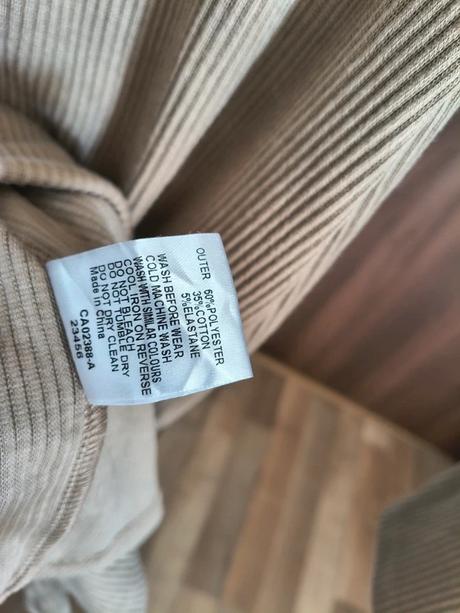 OUTER 60%POLYESTER
35%COTTON
5%ELASTANE
WASH BEFORE WEAR
COLD MACHINE WASH
WASH WITH SIMILAR COLOURS
COOL IRON ON REVERSE
DO NOT BLEACH
DO NOT TUMBLE DRY
DO NOT DRY CLEAN
Made in China
CA02388-A
23456